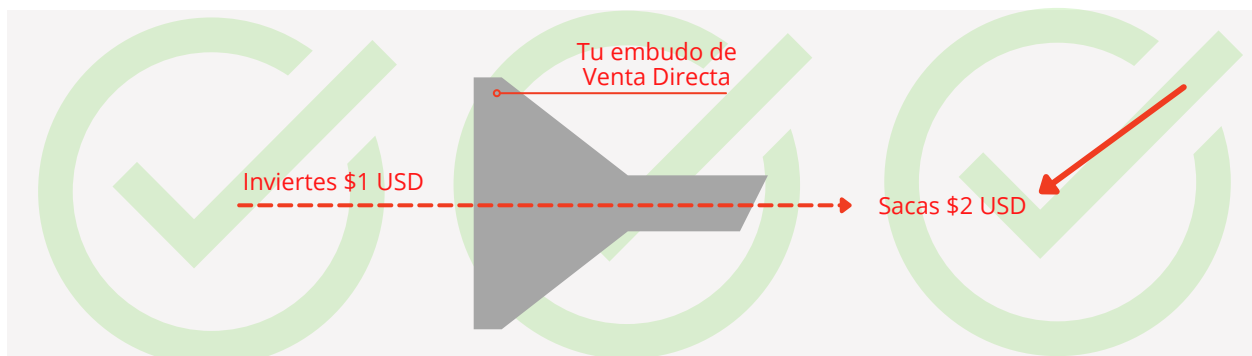 Tu embudo de
Venta Directa
Inviertes $1 USD
Sacas $2 USD